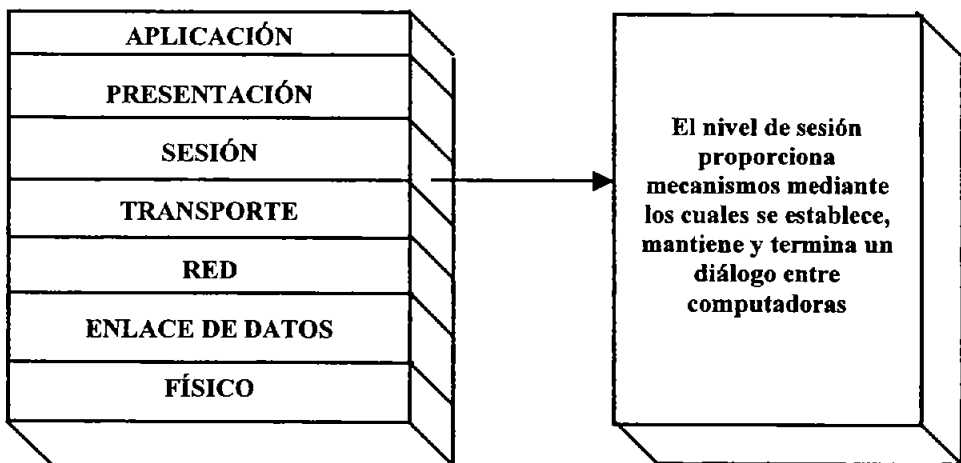 APLICACIÓN
PRESENTACIÓN
SESIÓN
TRANSPORTE
RED
ENLACE DE DATOS
FÍSICO
El nivel de sesión
proporciona
mecanismos mediante
los cuales se establece,
mantiene y termina un
diálogo entre
computadoras